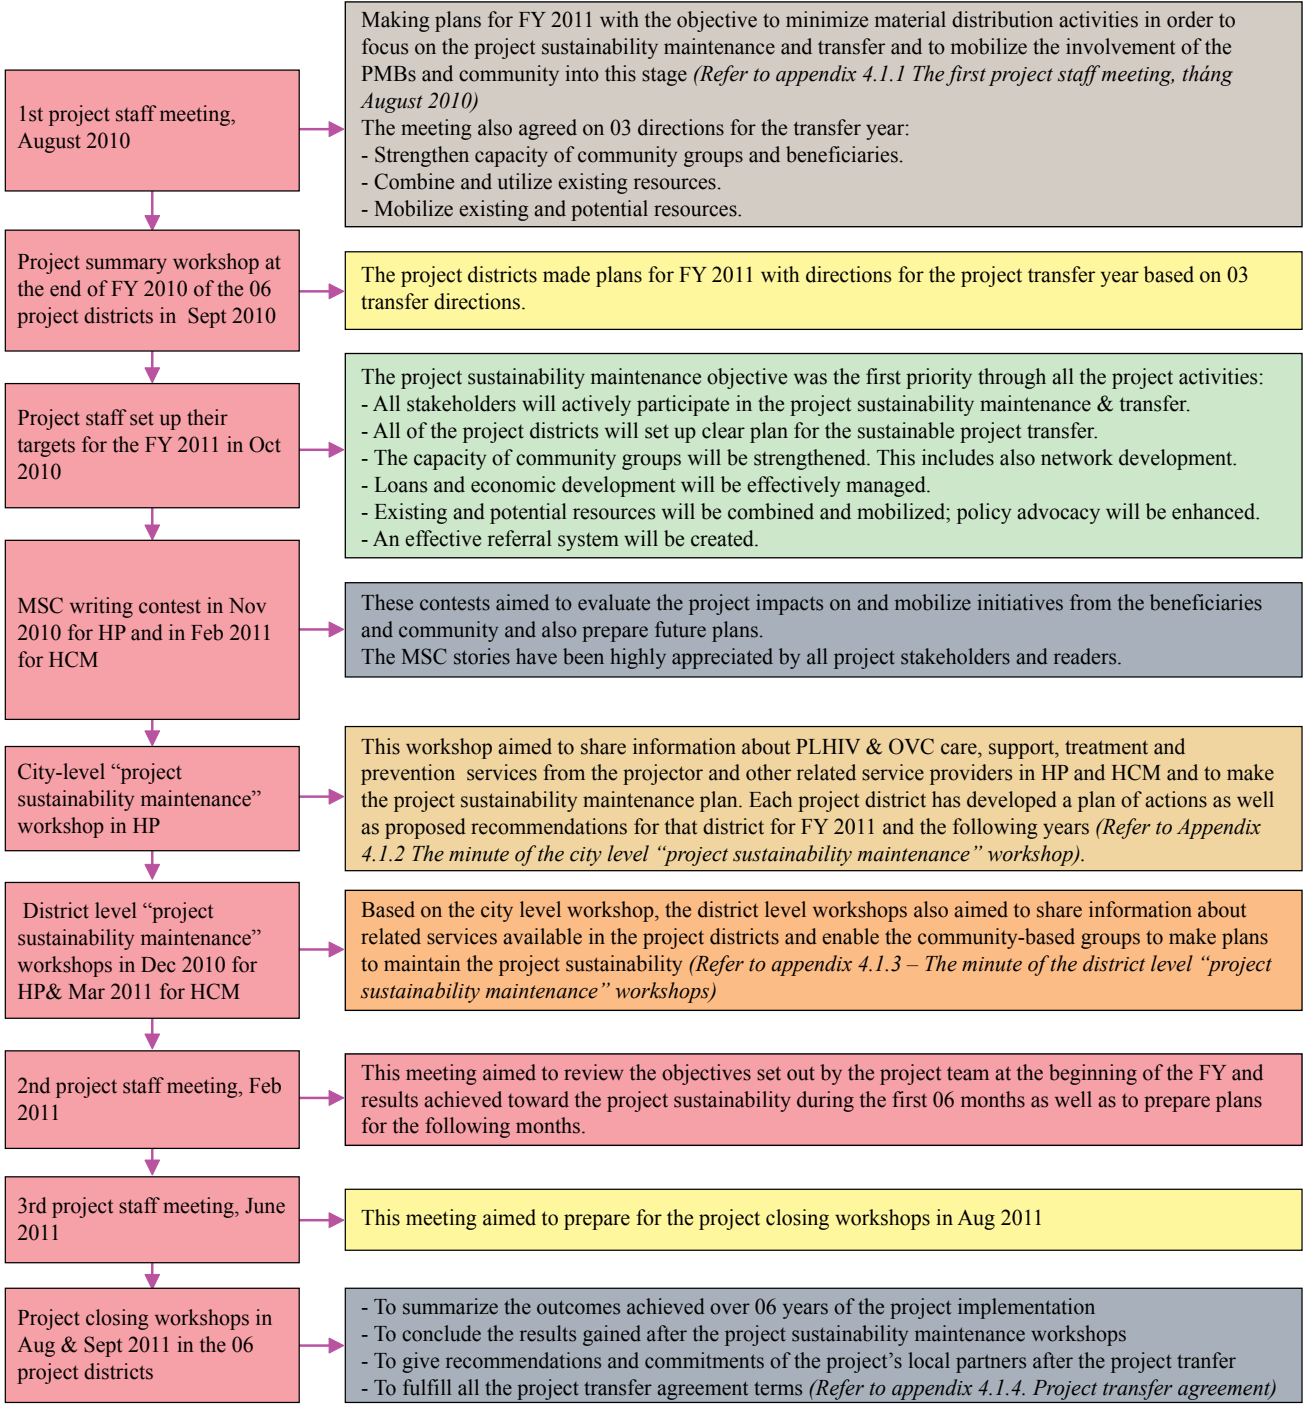 1st project staff meeting,
August 2010
Making plans for FY 2011 with the objective to minimize material distribution activities in order to
focus on the project sustainability maintenance and transfer and to mobilize the involvement of the
PMBs and community into this stage (Refer to appendix 4.1.1 The first project staff meeting, tháng
August 2010)
The meeting also agreed on 03 directions for the transfer year:
- Strengthen capacity of community groups and beneficiaries.
- Combine and utilize existing resources.
- Mobilize existing and potential resources.
Project summary workshop at
the end of FY 2010 of the 06
project districts in Sept 2010
The project districts made plans for FY 2011 with directions for the project transfer year based on 03
transfer directions.
Project staff set up their
targets for the FY 2011 in Oct
2010
The project sustainability maintenance objective was the first priority through all the project activities:
- All stakeholders will actively participate in the project sustainability maintenance & transfer.
- All of the project districts will set up clear plan for the sustainable project transfer.
- The capacity of community groups will be strengthened. This includes also network development.
- Loans and economic development will be effectively managed.
- Existing and potential resources will be combined and mobilized; policy advocacy will be enhanced.
- An effective referral system will be created.
MSC writing contest in Nov
2010 for HP and in Feb 2011
for HCM
These contests aimed to evaluate the project impacts on and mobilize initiatives from the beneficiaries
and community and also prepare future plans.
The MSC stories have been highly appreciated by all project stakeholders and readers.
City-level “project
sustainability maintenance”
workshop in HP
This workshop aimed to share information about PLHIV & OVC care, support, treatment and
prevention services from the projector and other related service providers in HP and HCM and to make
the project sustainability maintenance plan. Each project district has developed a plan of actions as well
as proposed recommendations for that district for FY 2011 and the following years (Refer to Appendix
4.1.2 The minute of the city level “project sustainability maintenance” workshop).
District level “project
sustainability maintenance”
workshops in Dec 2010 for
HP& Mar 2011 for HCM
Based on the city level workshop, the district level workshops also aimed to share information about
related services available in the project districts and enable the community-based groups to make plans
to maintain the project sustainability (Refer to appendix 4.1.3 – The minute of the district level “project
sustainability maintenance” workshops)
2nd project staff meeting, Feb
2011
This meeting aimed to review the objectives set out by the project team at the beginning of the FY and
results achieved toward the project sustainability during the first 06 months as well as to prepare plans
for the following months.
3rd project staff meeting, June
2011
This meeting aimed to prepare for the project closing workshops in Aug 2011
Project closing workshops in
Aug & Sept 2011 in the 06
project districts
- To summarize the outcomes achieved over 06 years of the project implementation
- To conclude the results gained after the project sustainability maintenance workshops
- To give recommendations and commitments of the project’s local partners after the project tranfer
- To fulfill all the project transfer agreement terms (Refer to appendix 4.1.4. Project transfer agreement)